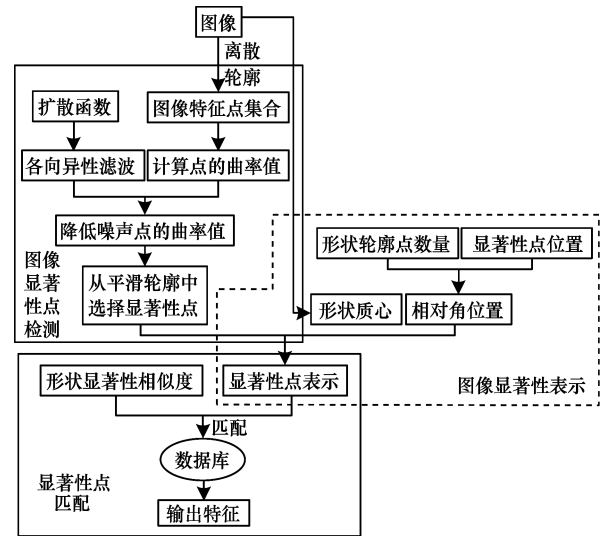 图像
离散
轮廓
扩散函数
图像特征点集合
各向异性滤波
计算点的曲率值
降低噪声点的曲率值
图像
显著
性点
检测
从平滑轮廓中
选择显著性点
形状轮廓点数量
显著性点位置
形状质心
相对角位置
图像显著性表示
形状显著性相似度
显著性点表示
匹配
数据库
显著性点
匹配
输出特征